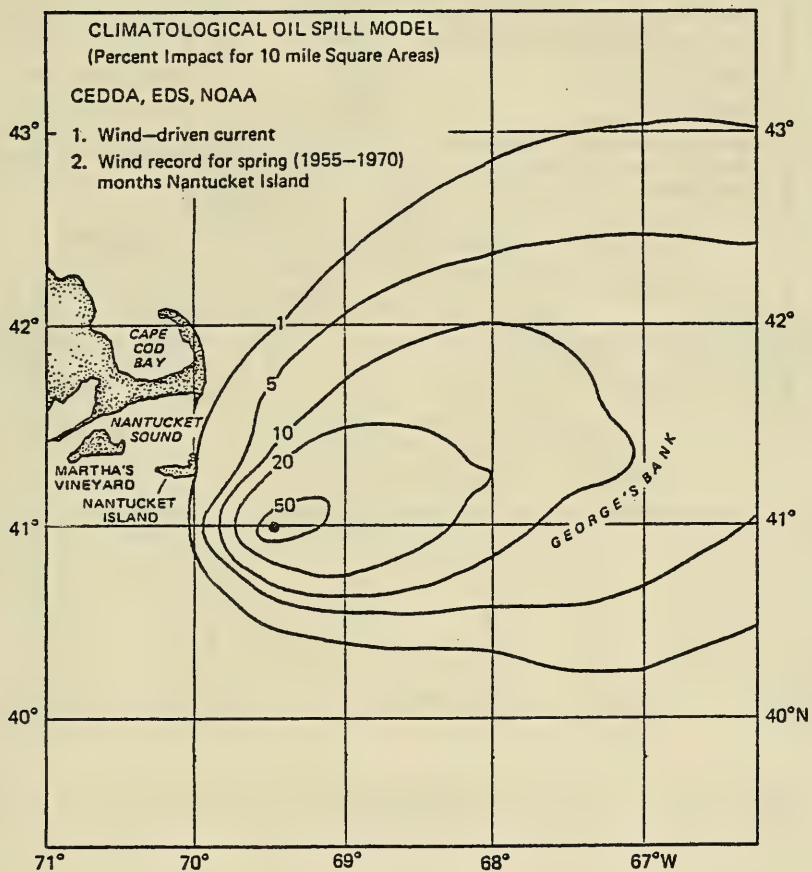 CLIMATOLOGICAL OIL SPILL MODEL
(Percent Impact for 10 mile Square Areas)
CEDDA, EDS, NOAA
1. Wind—driven current
2. Wind record for spring (1955—1970)
months Nantucket Island
43°
43°
42°
42°
CAPE
COD
BAY
1
5
10
20
50
NANTUCKET
SOUND
MARTHA'S
VINEYARD
NANTUCKET
ISLAND
GEORGE'S BANK
41°
41°
40°
40°N
71°
70°
69°
68°
67°W